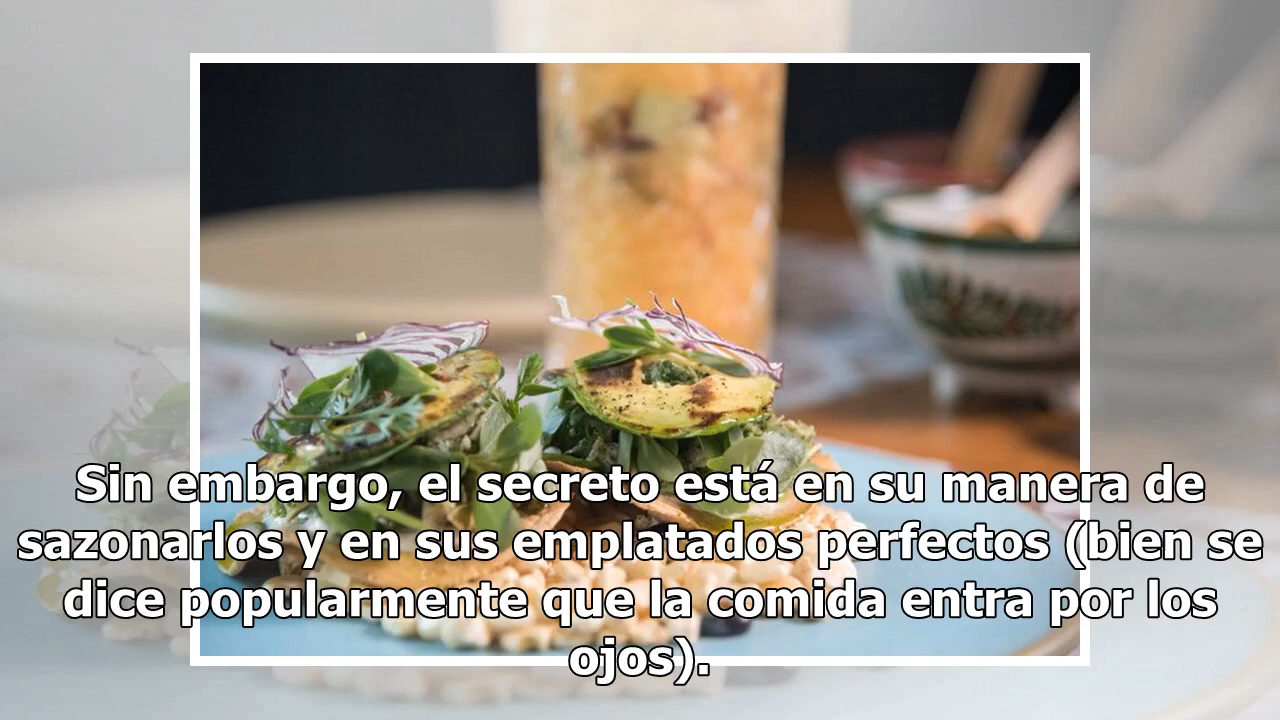 Sin embargo, el secreto está en su manera de
sazonarlos y en sus emplatados perfectos (bien se
dice popularmente que la comida entra por los
ojos).